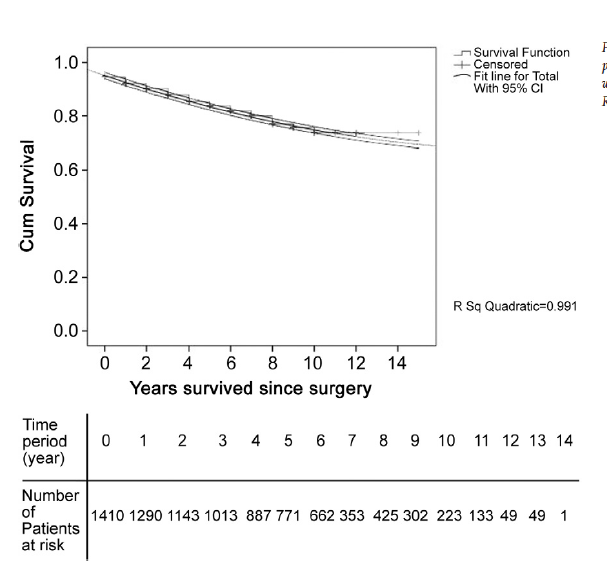 Survival Function
Censored
Fit line for Total
With 95% CI
1.0
0.8
0.6
0.4
0.2
0.0
Cum Survival
0 2 4 6 8 10 12 14
Years survived since surgery
R Sq Quadratic=0.991
Time
period
(year)
0 1 2 3 4 5 6 7 8 9 10 11 12 13 14
Number
of
Patients
at risk
1410 1290 1143 1013 887 771 662 353 425 302 223 133 49 49 1